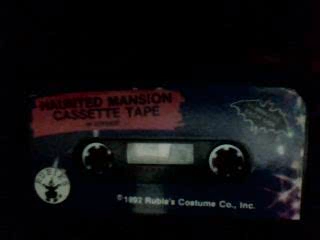 HAUNTED MANSION
CASSETTE TAPE
©1992 Rubie's Costume Co., Inc.